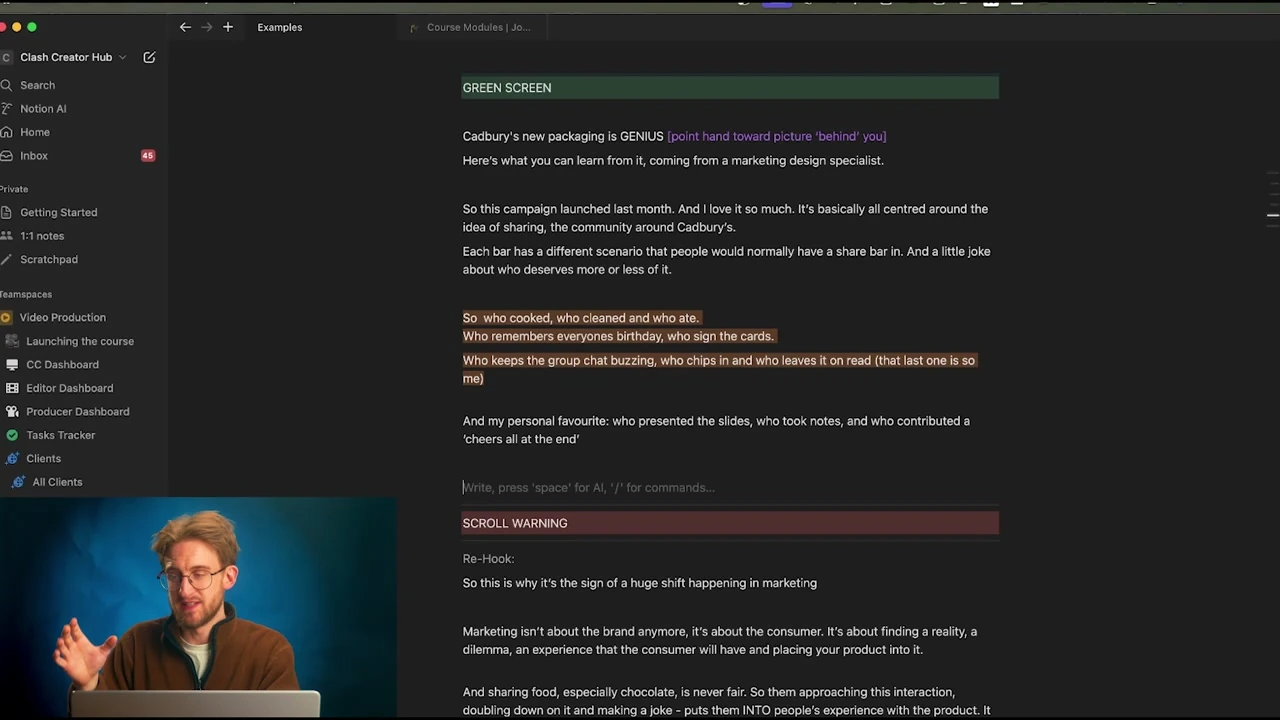 Examples
Course Modules | Jo...
C Clash Creator Hub
Search
Notion AI
Home
Inbox
45
Private
Getting Started
1:1 notes
Scratchpad
Teamspaces
Video Production
Launching the course
CC Dashboard
Editor Dashboard
Producer Dashboard
Tasks Tracker
Clients
All Clients
GREEN SCREEN
Cadbury's new packaging is GENIUS [point hand toward picture ‘behind’ you]
Here’s what you can learn from it, coming from a marketing design specialist.
So this campaign launched last month. And I love it so much. It’s basically all centred around the
idea of sharing, the community around Cadbury’s.
Each bar has a different scenario that people would normally have a share bar in. And a little joke
about who deserves more or less of it.
So  who cooked, who cleaned and who ate.
Who remembers everyones birthday, who sign the cards.
Who keeps the group chat buzzing, who chips in and who leaves it on read (that last one is so
me)
And my personal favourite: who presented the slides, who took notes, and who contributed a
‘cheers all at the end’
Write, press 'space' for AI, '/' for commands...
SCROLL WARNING
Re-Hook:
So this is why it’s the sign of a huge shift happening in marketing
Marketing isn’t about the brand anymore, it’s about the consumer. It’s about finding a reality, a
dilemma, an experience that the consumer will have and placing your product into it.
And sharing food, especially chocolate, is never fair. So them approaching this interaction,
doubling down on it and making a joke - puts them INTO people’s experience with the product. It